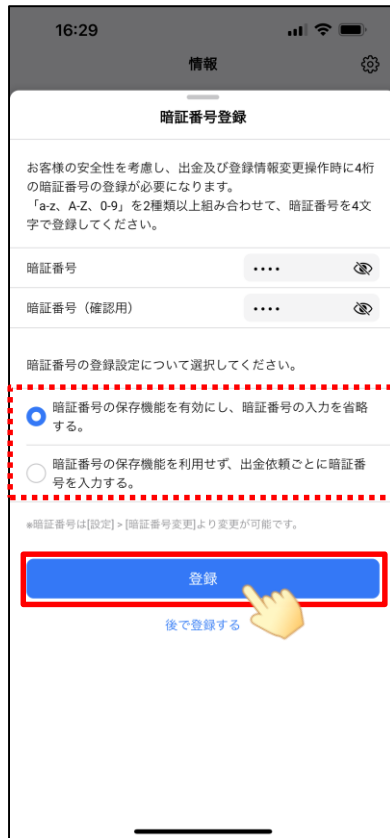 16:29
情報
暗証番号登録
お客様の安全性を考慮し、出金及び登録情報変更操作時に4桁
の暗証番号の登録が必要になります。
「a-z、A-Z、0-9」を2種類以上組み合わせて、暗証番号を4文
字で登録してください。
暗証番号 ••••
暗証番号（確認用） ••••
暗証番号の登録設定について選択してください。
暗証番号の保存機能を有効にし、暗証番号の入力を省略
する。
暗証番号の保存機能を利用せず、出金依頼ごとに暗証番
号を入力する。
※暗証番号は[設定] > [暗証番号変更]より変更が可能です。
登録
後で登録する